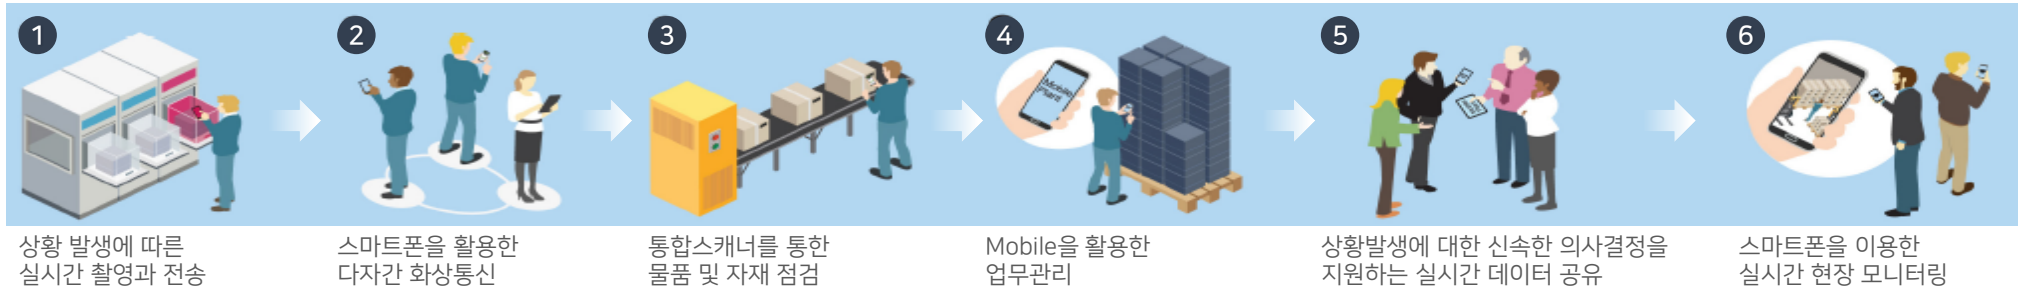 1
상황 발생에 따른
실시간 촬영과 전송
2
스마트폰을 활용한
다자간 화상통신
3
통합스캐너를 통한
물품 및 자재 점검
4
Mobile
Plant
Mobile을 활용한
업무관리
5
상황발생에 대한 신속한 의사결정을
지원하는 실시간 데이터 공유
6
스마트폰을 이용한
실시간 현장 모니터링